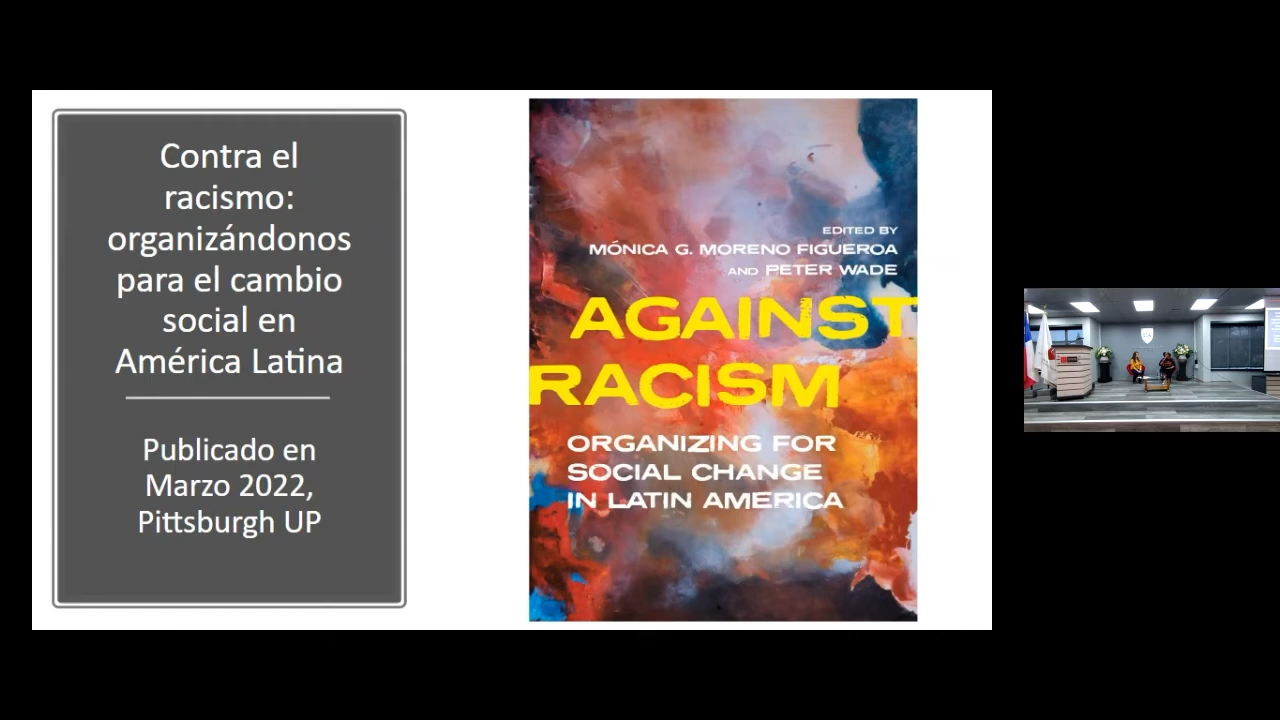 Contra el
racismo:
organizándonos
para el cambio
social en
América Latina
Publicado en
Marzo 2022,
Pittsburgh UP
EDITED BY
MÓNICA G. MORENO FIGUEROA
AND PETER WADE
AGAINST
RACISM
ORGANIZING FOR
SOCIAL CHANGE
IN LATIN AMERICA